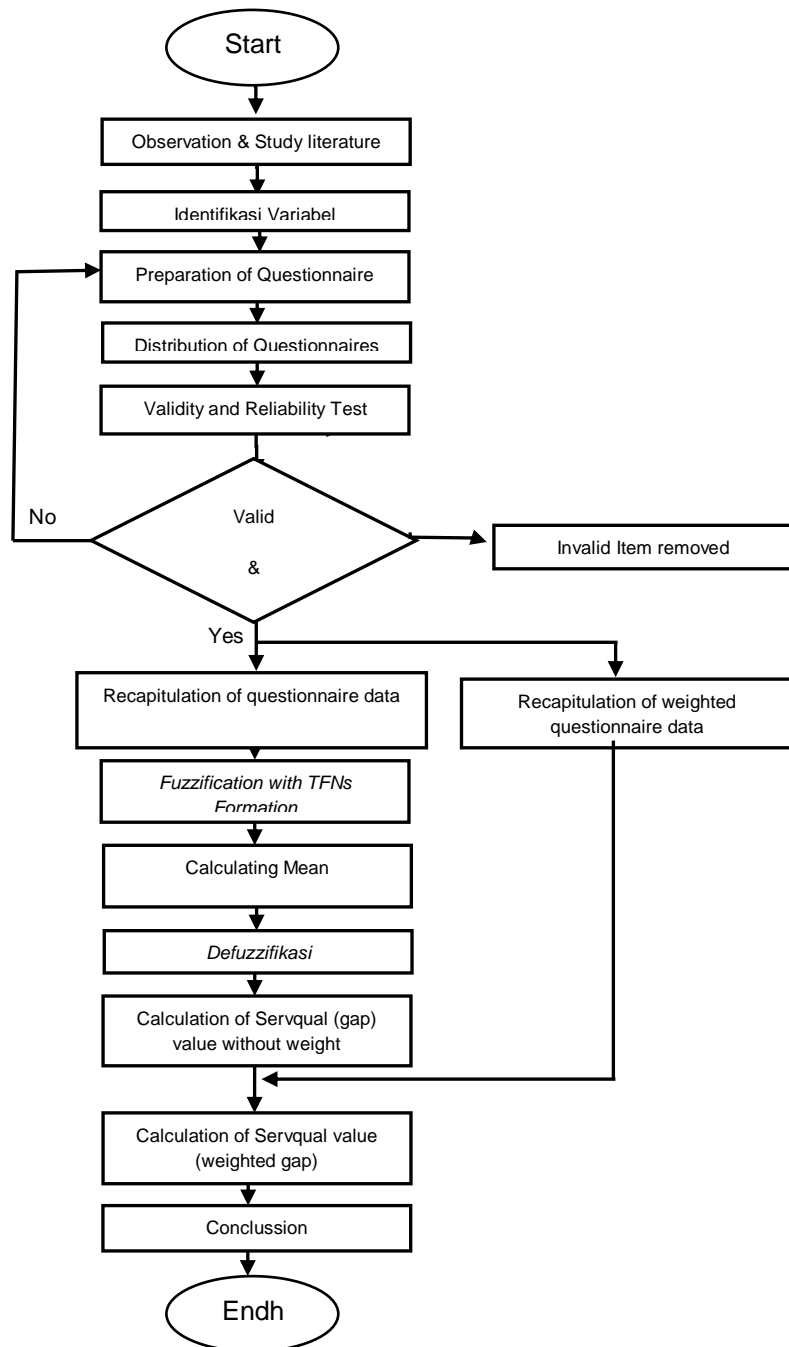 Start
Observation & Study literature
Identifikasi Variabel
Preparation of Questionnaire
Distribution of Questionnaires
Validity and Reliability Test
No
Valid
&
Invalid Item removed
Yes
Recapitulation of questionnaire data
Recapitulation of weighted
questionnaire data
Fuzzification with TFNs
Formation
Calculating Mean
Defuzzifikasi
Calculation of Servqual (gap)
value without weight
Calculation of Servqual value
(weighted gap)
Conclussion
Endh